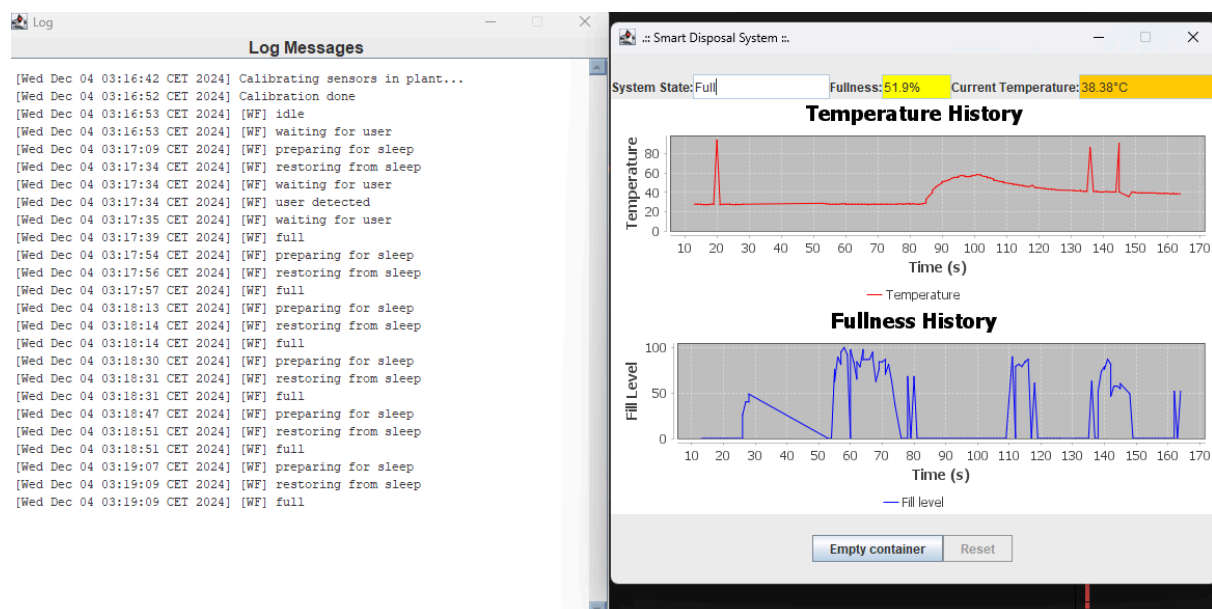 Log
Log Messages
[Wed Dec 04 03:16:42 CET 2024] Calibrating sensors in plant...
[Wed Dec 04 03:16:52 CET 2024] Calibration done
[Wed Dec 04 03:16:53 CET 2024] [WF] idle
[Wed Dec 04 03:16:53 CET 2024] [WF] waiting for user
[Wed Dec 04 03:17:09 CET 2024] [WF] preparing for sleep
[Wed Dec 04 03:17:34 CET 2024] [WF] restoring from sleep
[Wed Dec 04 03:17:34 CET 2024] [WF] waiting for user
[Wed Dec 04 03:17:34 CET 2024] [WF] user detected
[Wed Dec 04 03:17:35 CET 2024] [WF] waiting for user
[Wed Dec 04 03:17:39 CET 2024] [WF] full
[Wed Dec 04 03:17:54 CET 2024] [WF] preparing for sleep
[Wed Dec 04 03:17:56 CET 2024] [WF] restoring from sleep
[Wed Dec 04 03:17:57 CET 2024] [WF] full
[Wed Dec 04 03:18:13 CET 2024] [WF] preparing for sleep
[Wed Dec 04 03:18:14 CET 2024] [WF] restoring from sleep
[Wed Dec 04 03:18:14 CET 2024] [WF] full
[Wed Dec 04 03:18:30 CET 2024] [WF] preparing for sleep
[Wed Dec 04 03:18:31 CET 2024] [WF] restoring from sleep
[Wed Dec 04 03:18:31 CET 2024] [WF] full
[Wed Dec 04 03:18:47 CET 2024] [WF] preparing for sleep
[Wed Dec 04 03:18:51 CET 2024] [WF] restoring from sleep
[Wed Dec 04 03:18:51 CET 2024] [WF] full
[Wed Dec 04 03:19:07 CET 2024] [WF] preparing for sleep
[Wed Dec 04 03:19:09 CET 2024] [WF] restoring from sleep
[Wed Dec 04 03:19:09 CET 2024] [WF] full
.:: Smart Disposal System ::.
System State: Full Fullness: 51.9% Current Temperature: 38.38°C
Temperature History
Temperature
80
60
40
20
0
10 20 30 40 50 60 70 80 90 100 110 120 130 140 150 160 170
Time (s)
Temperature
Fullness History
Fill Level
100
50
0
10 20 30 40 50 60 70 80 90 100 110 120 130 140 150 160 170
Time (s)
Fill level
Empty container Reset